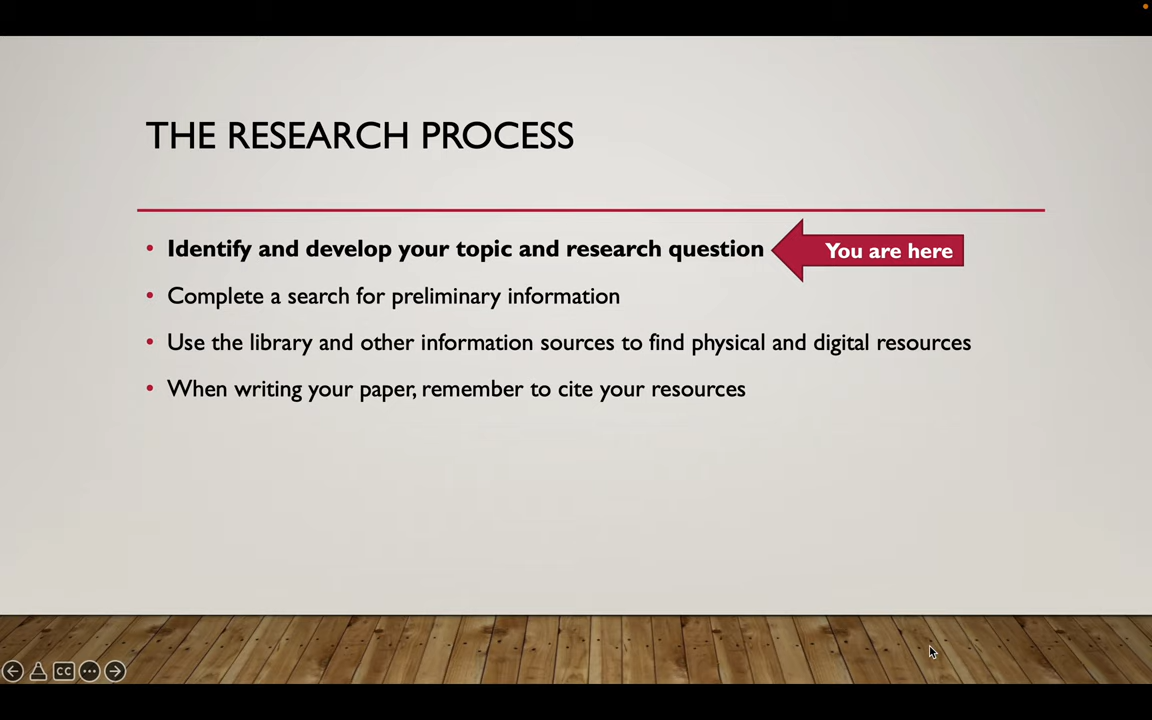 THE RESEARCH PROCESS
• Identify and develop your topic and research question
You are here
• Complete a search for preliminary information
• Use the library and other information sources to find physical and digital resources
• When writing your paper, remember to cite your resources
CC